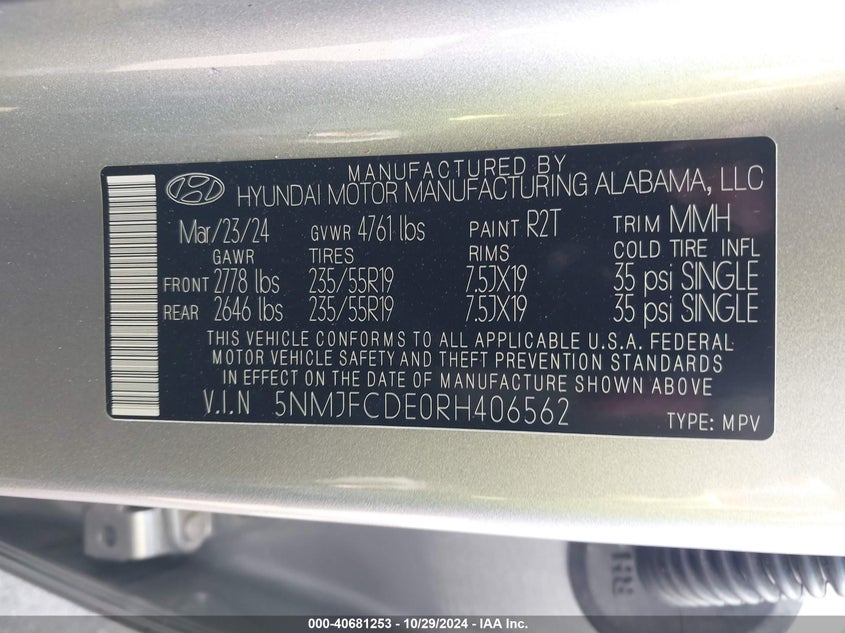 MANUFACTURED BY
HYUNDAI MOTOR MANUFACTURING ALABAMA, LLC
Mar/23/24 GVWR 4761 lbs PAINT R2T TRIM MMH
GAWR TIRES RIMS COLD TIRE INFL
FRONT 2778 lbs 235/55R19 7.5JX19 35 psi SINGLE
REAR 2646 lbs 235/55R19 7.5JX19 35 psi SINGLE
THIS VEHICLE CONFORMS TO ALL APPLICABLE U.S.A. FEDERAL
MOTOR VEHICLE SAFETY AND THEFT PREVENTION STANDARDS
IN EFFECT ON THE DATE OF MANUFACTURE SHOWN ABOVE
V.I.N 5NMJFCDE0RH406562 TYPE: MPV
000-40681253 - 10/29/2024 - IAA Inc.